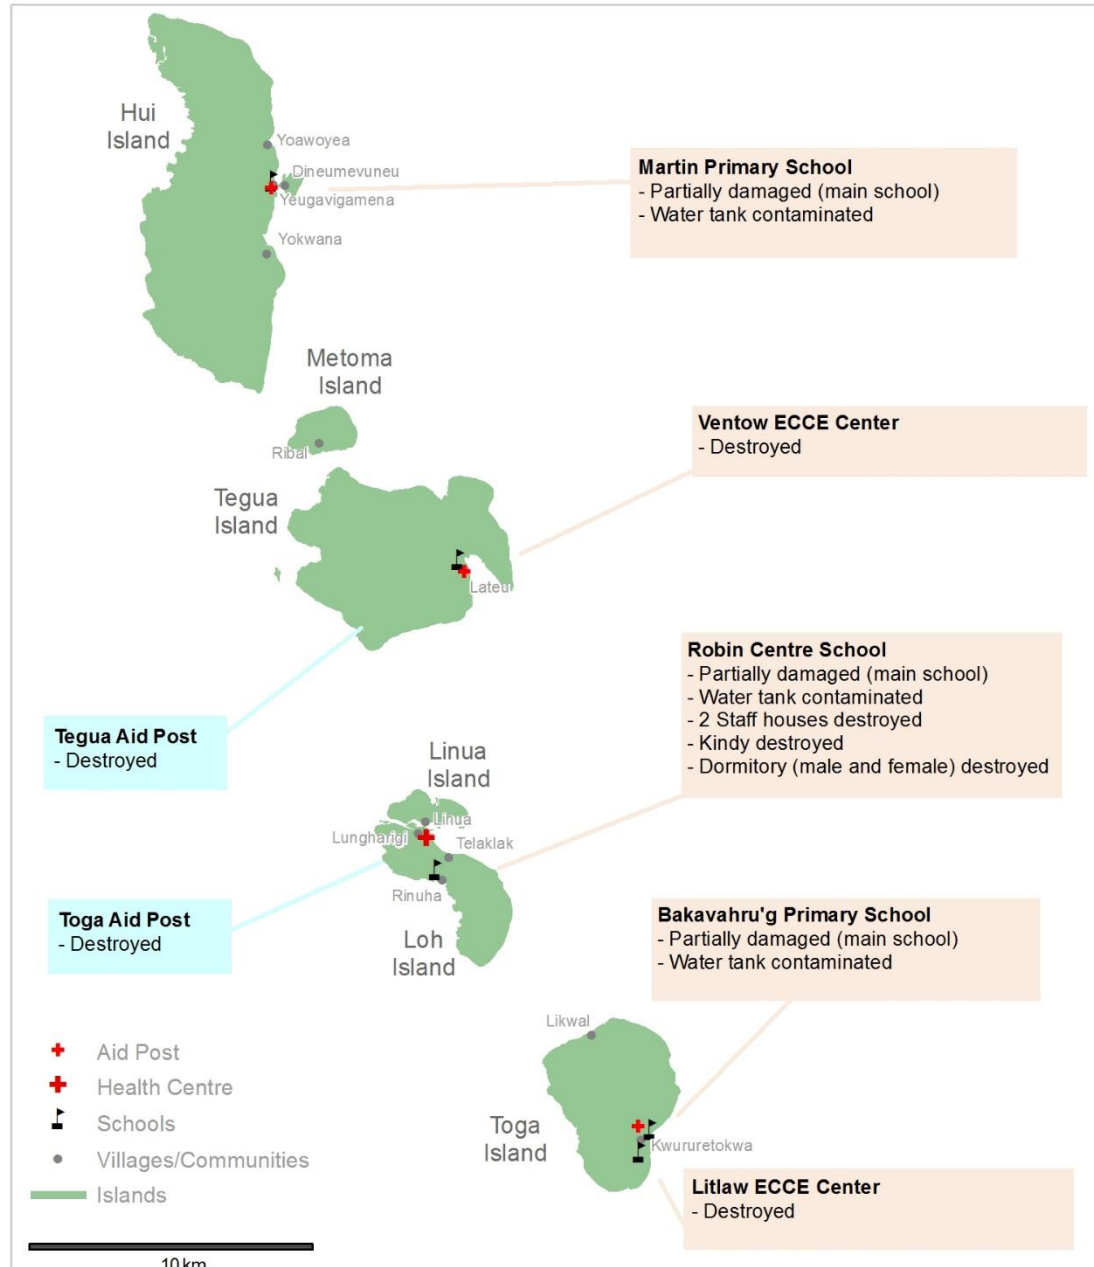 Hui
Island
Yoawoyea
Dineumevuneu
Yeugavigamena
Yokwana
Martin Primary School
- Partially damaged (main school)
- Water tank contaminated
Metoma
Island
Ribal
Tegua
Island
Lateu
Ventow ECCE Center
- Destroyed
Tegua Aid Post
- Destroyed
Robin Centre School
- Partially damaged (main school)
- Water tank contaminated
- 2 Staff houses destroyed
- Kindy destroyed
- Dormitory (male and female) destroyed
Linua
Island
Linua
Lungharigi
Telaklak
Rinuha
Loh
Island
Toga Aid Post
- Destroyed
Bakavahru'g Primary School
- Partially damaged (main school)
- Water tank contaminated
Likwal
Toga
Island
Kwururetokwa
Litlaw ECCE Center
- Destroyed
Aid Post
Health Centre
Schools
Villages/Communities
Islands
10 km